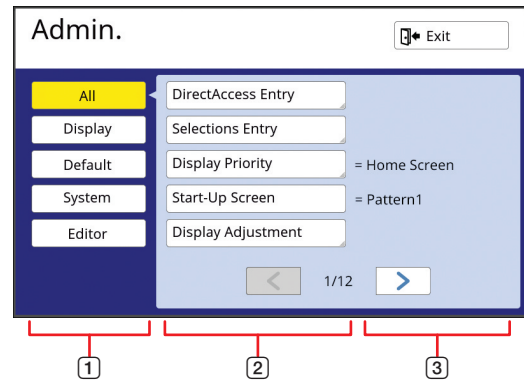 Admin.
Exit
All
DirectAccess Entry
Display
Selections Entry
Default
Display Priority
= Home Screen
System
Start-Up Screen
= Pattern1
Editor
Display Adjustment
1/12
1
2
3